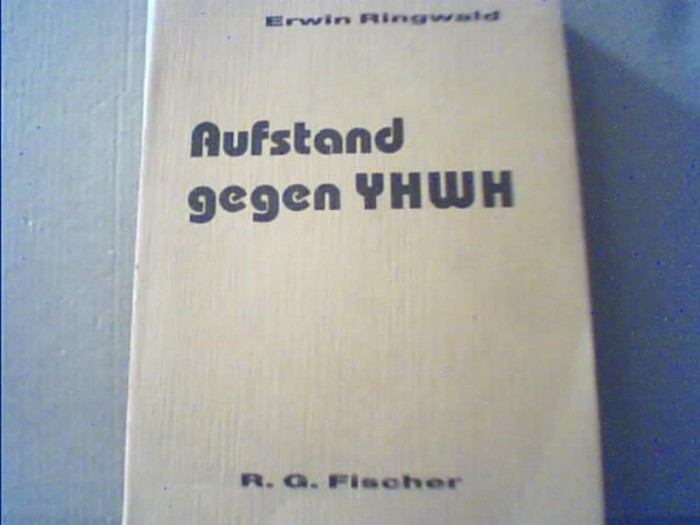 Erwin Ringwald
Aufstand
gegen YHWH
R. G. Fischer